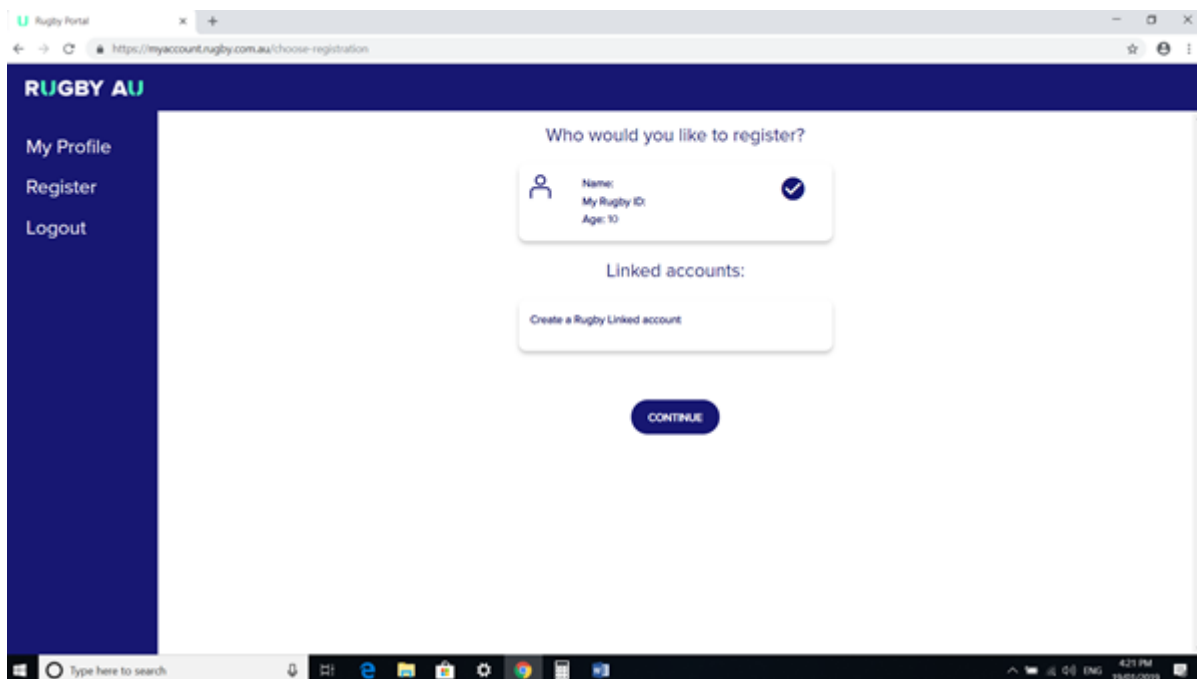 Rugby Portal
https://myaccount.rugby.com.au/choose-registration
RUGBY AU
My Profile
Register
Logout
Who would you like to register?
Name:
My Rugby ID:
Age: 10
Linked accounts:
Create a Rugby Linked account
CONTINUE
Type here to search
ENG
4:21 PM